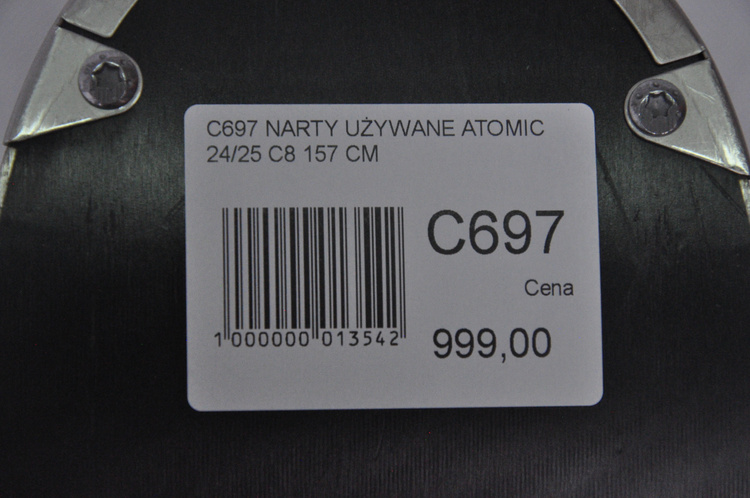 C697 NARTY UŻYWANE ATOMIC
24/25 C8 157 CM
C697
Cena
1 000000 013542
999,00